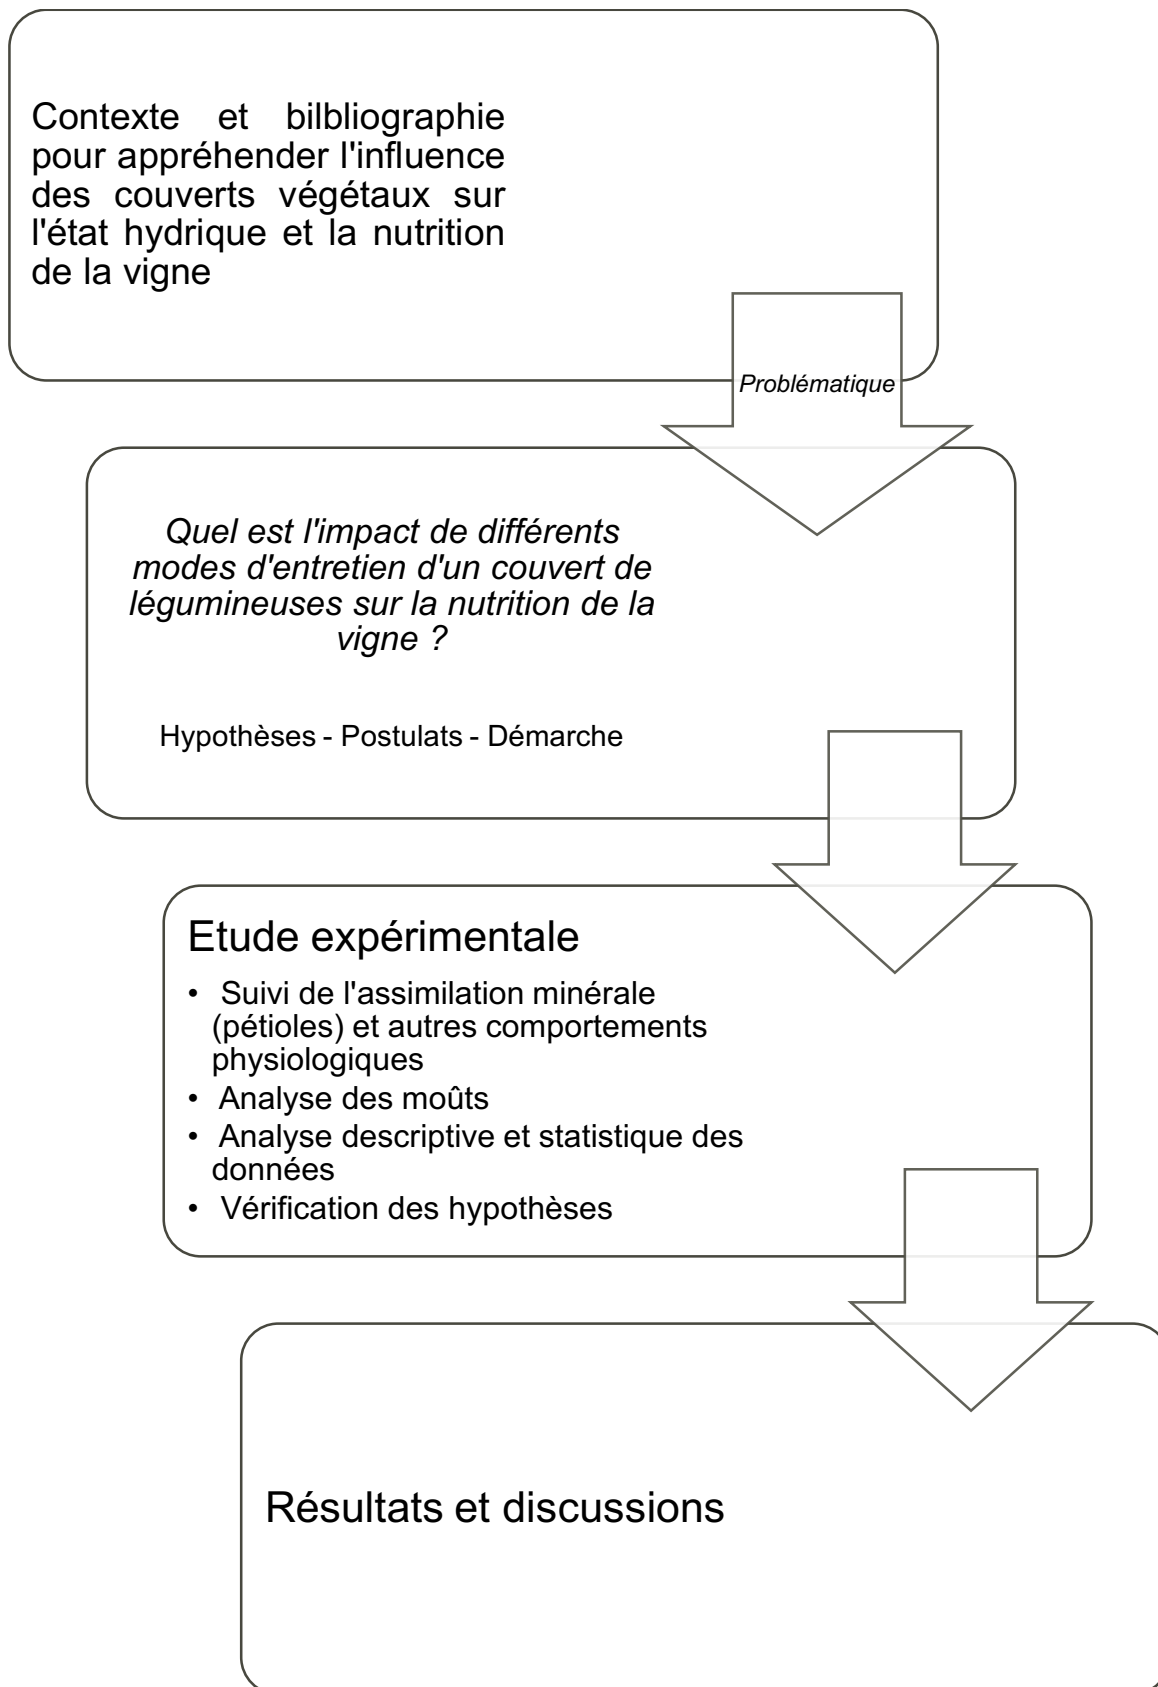 Contexte et bilbliographie
pour appréhender l'influence
des couverts végétaux sur
l'état hydrique et la nutrition
de la vigne
Problématique
Quel est l'impact de différents
modes d'entretien d'un couvert de
légumineuses sur la nutrition de la
vigne ?
Hypothèses - Postulats - Démarche
Etude expérimentale
• Suivi de l'assimilation minérale
(pétioles) et autres comportements
physiologiques
• Analyse des moûts
• Analyse descriptive et statistique des
données
• Vérification des hypothèses
Résultats et discussions